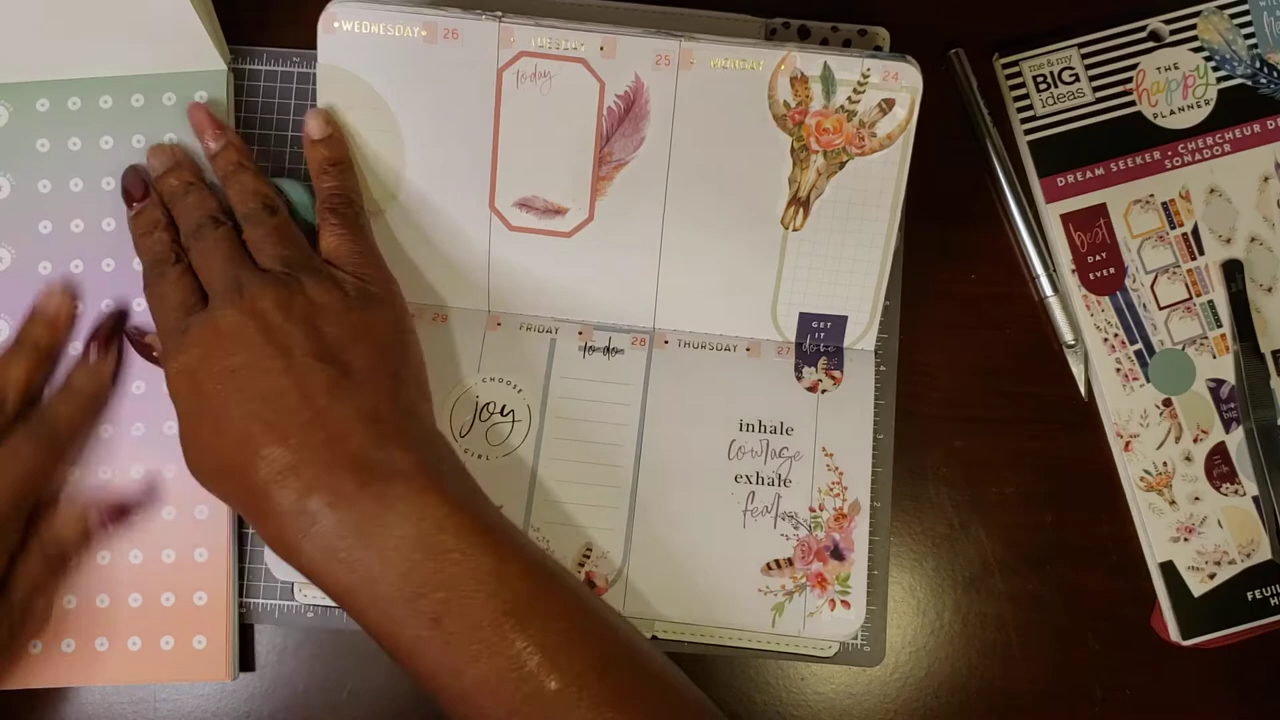 WEDNESDAY
26
TUESDAY
25
MONDAY
24
today
29
FRIDAY
28
to do
THURSDAY
27
GET
IT
done
CHOOSE
joy
GIRL
inhale
courage
exhale
fear
me & my
BIG
ideas
THE
happy
PLANNER
DREAM SEEKER • CHERCHEUR DE
SOÑADOR
best
DAY
EVER